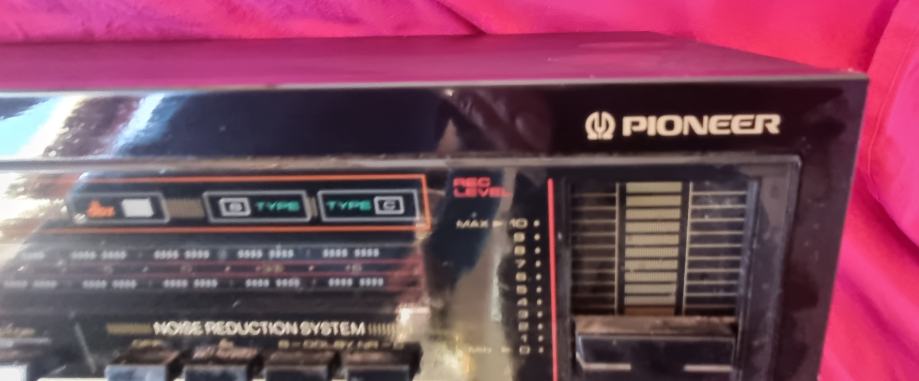 PIONEER
REC
LEVEL
B TYPE
TYPE C
MAX ► 10
9
8
7
6
5
4
3
2
1
0
NOISE REDUCTION SYSTEM